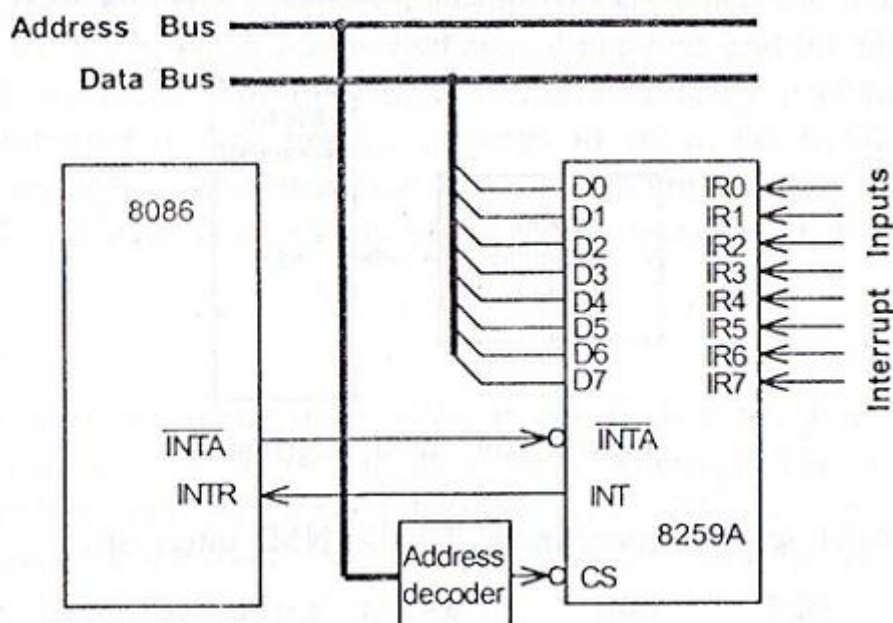 Address Bus
Data Bus
8086
D0
D1
D2
D3
D4
D5
D6
D7
IR0
IR1
IR2
IR3
IR4
IR5
IR6
IR7
Interrupt Inputs
INTA
INTR
INTA
INT
8259A
Address
decoder
CS